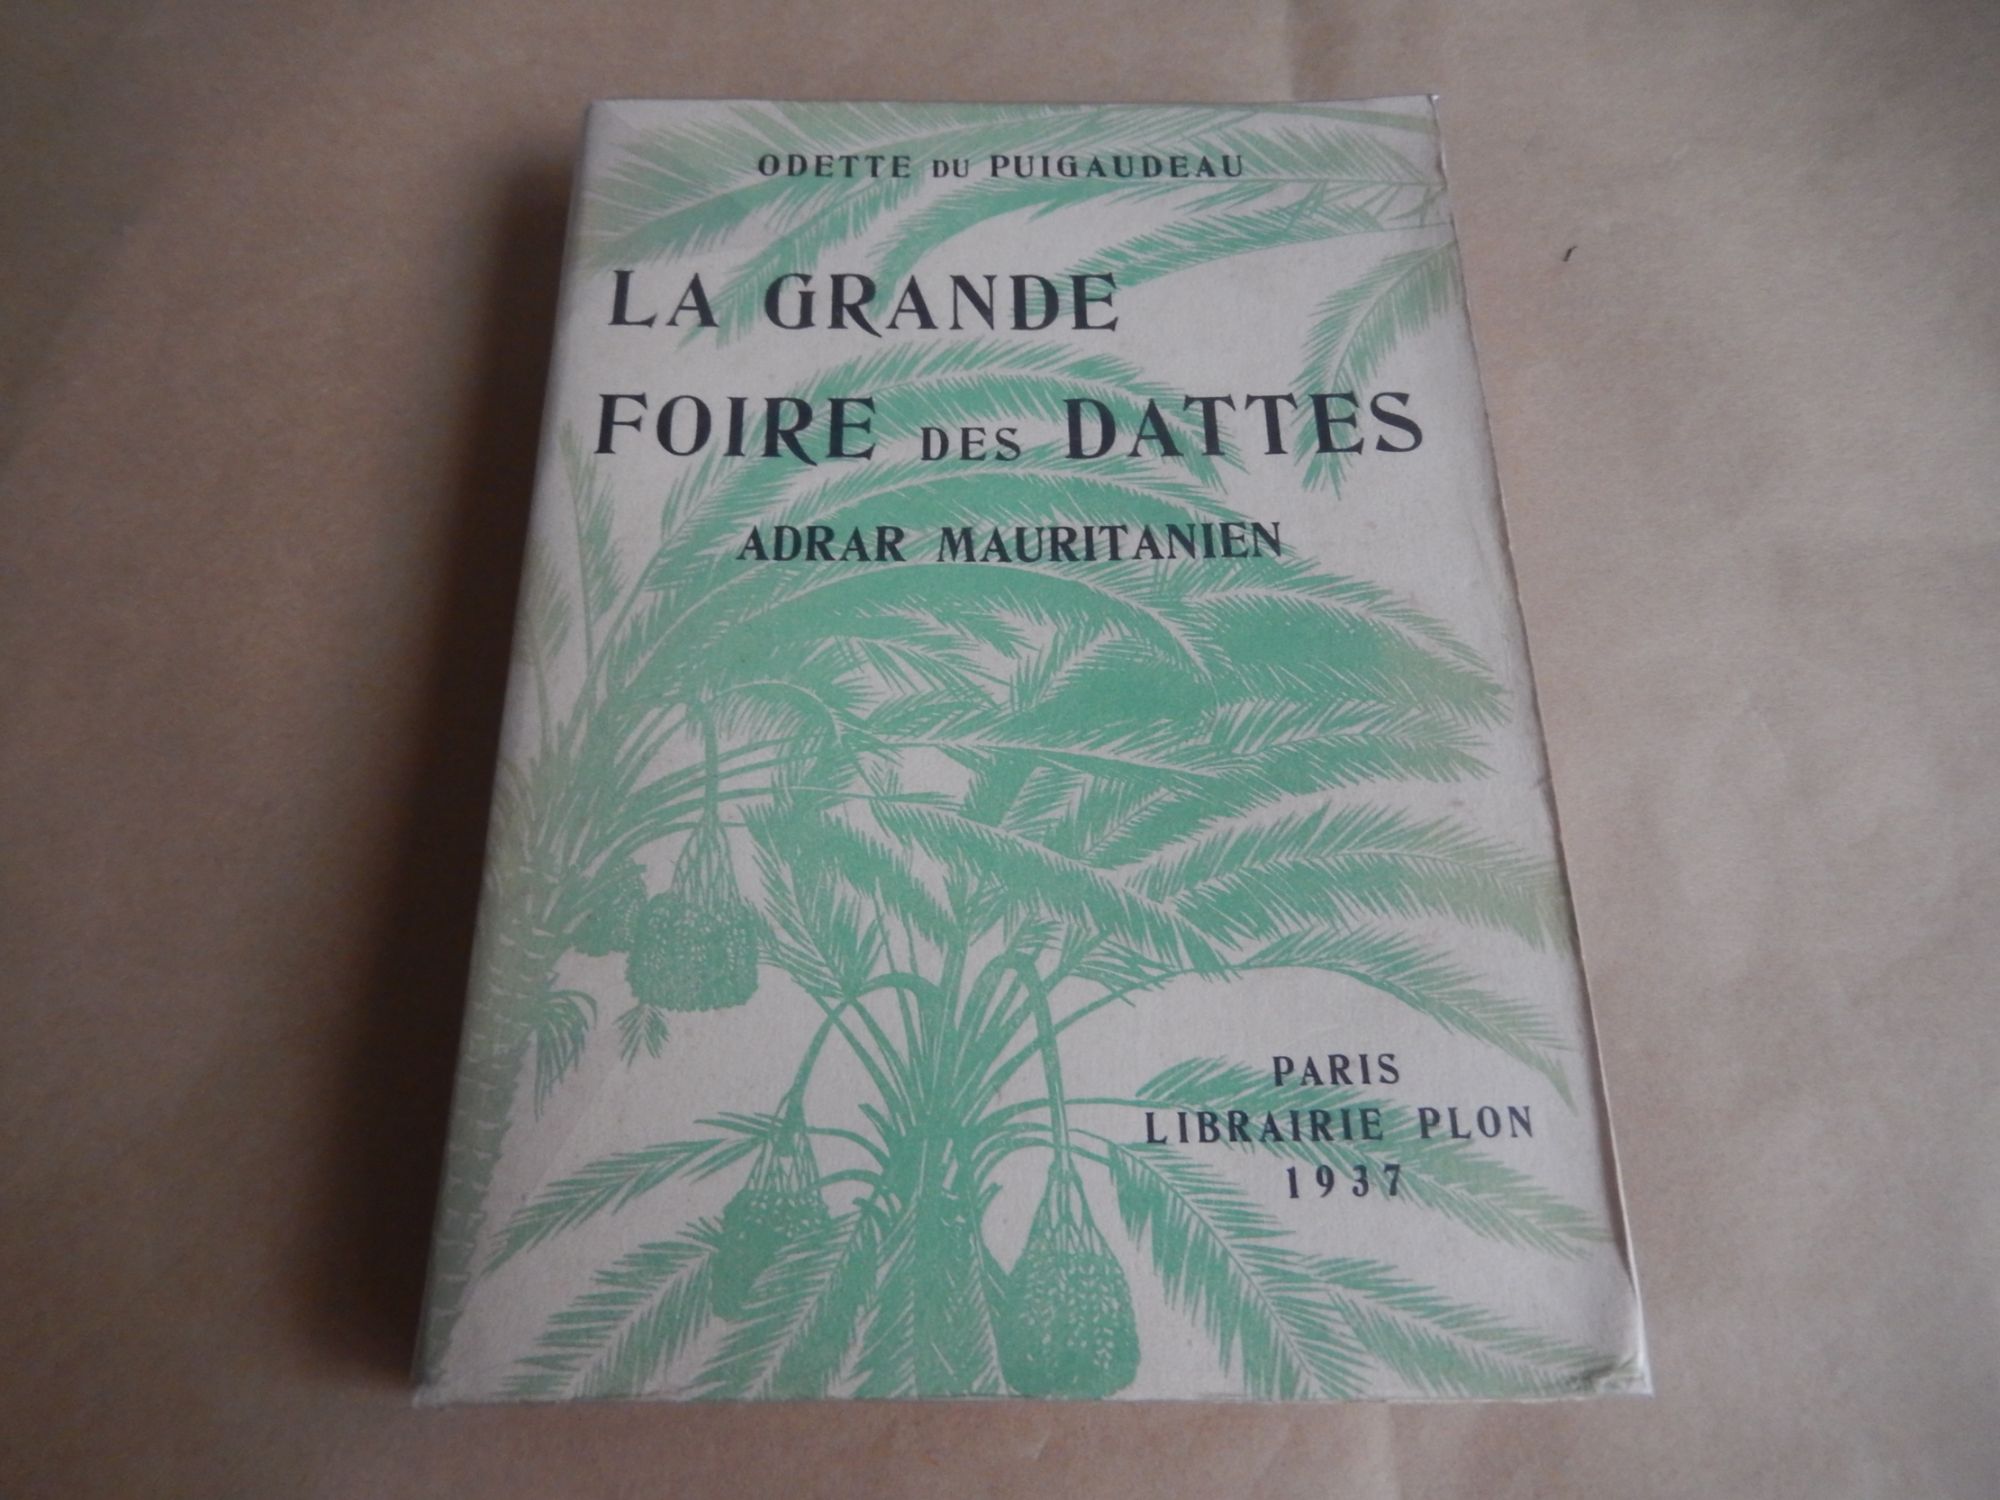 ODETTE DU PUIGAUDEAU
LA GRANDE
FOIRE DES DATTES
ADRAR MAURITANIEN
PARIS
LIBRAIRIE PLON
1937